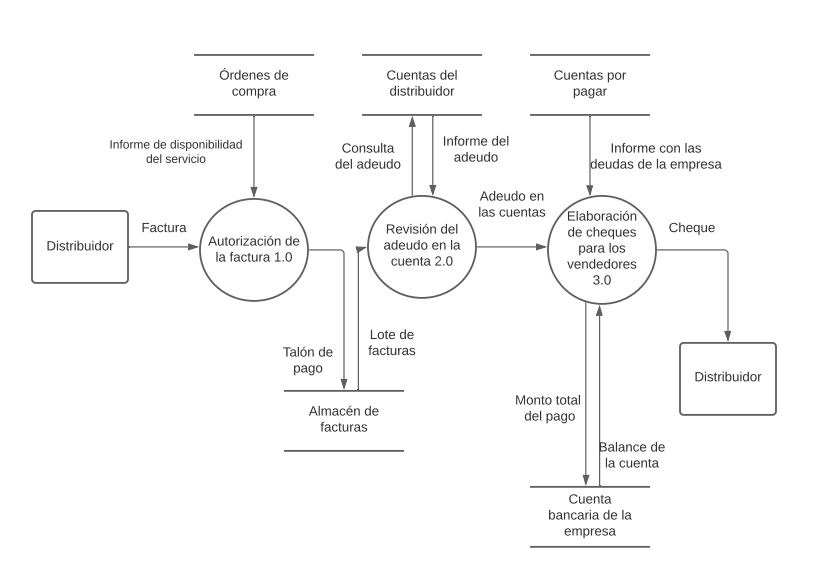 Órdenes de
compra
Cuentas del
distribuidor
Cuentas por
pagar
Informe de disponibilidad
del servicio
Consulta
del adeudo
Informe del
adeudo
Informe con las
deudas de la empresa
Distribuidor
Factura
Autorización de
la factura 1.0
Revisión del
adeudo en la
cuenta 2.0
Adeudo en
las cuentas
Elaboración
de cheques
para los
vendedores
3.0
Cheque
Talón de
pago
Lote de
facturas
Distribuidor
Almacén de
facturas
Monto total
del pago
Balance de
la cuenta
Cuenta
bancaria de la
empresa